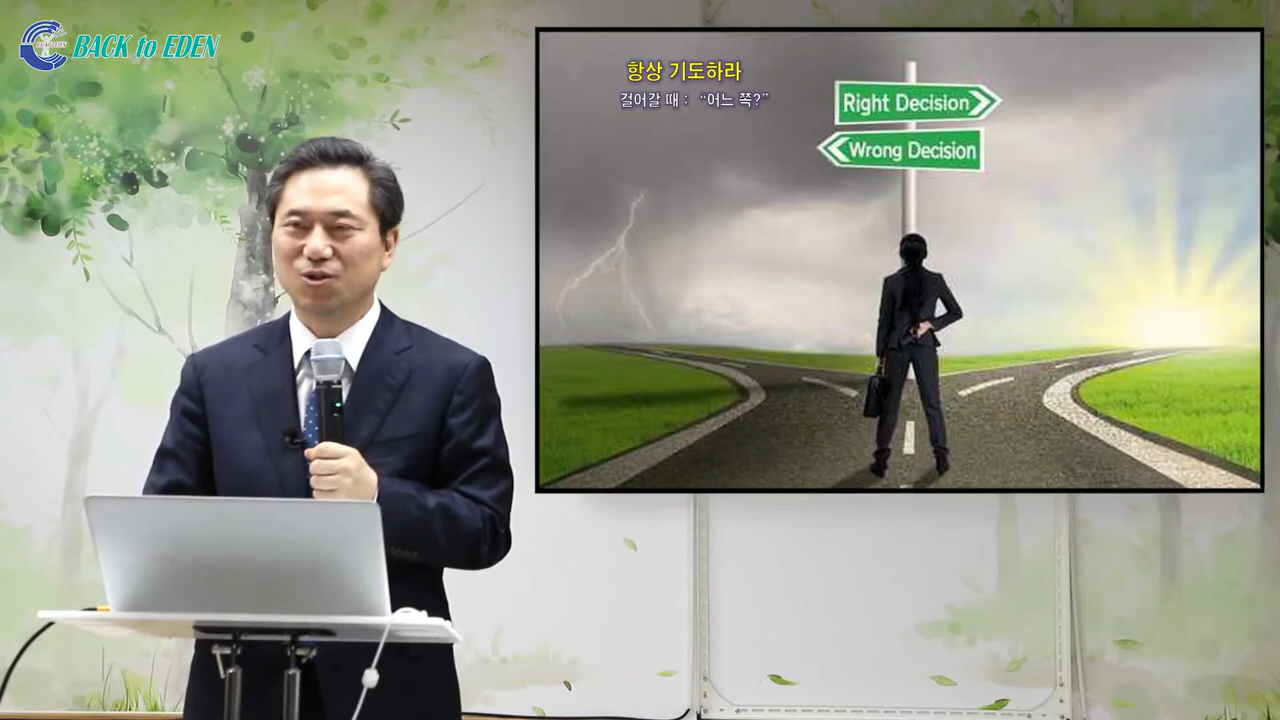 BACK to EDEN
항상 기도하라
걸어갈 때 : “어느 쪽?”
Right Decision
Wrong Decision